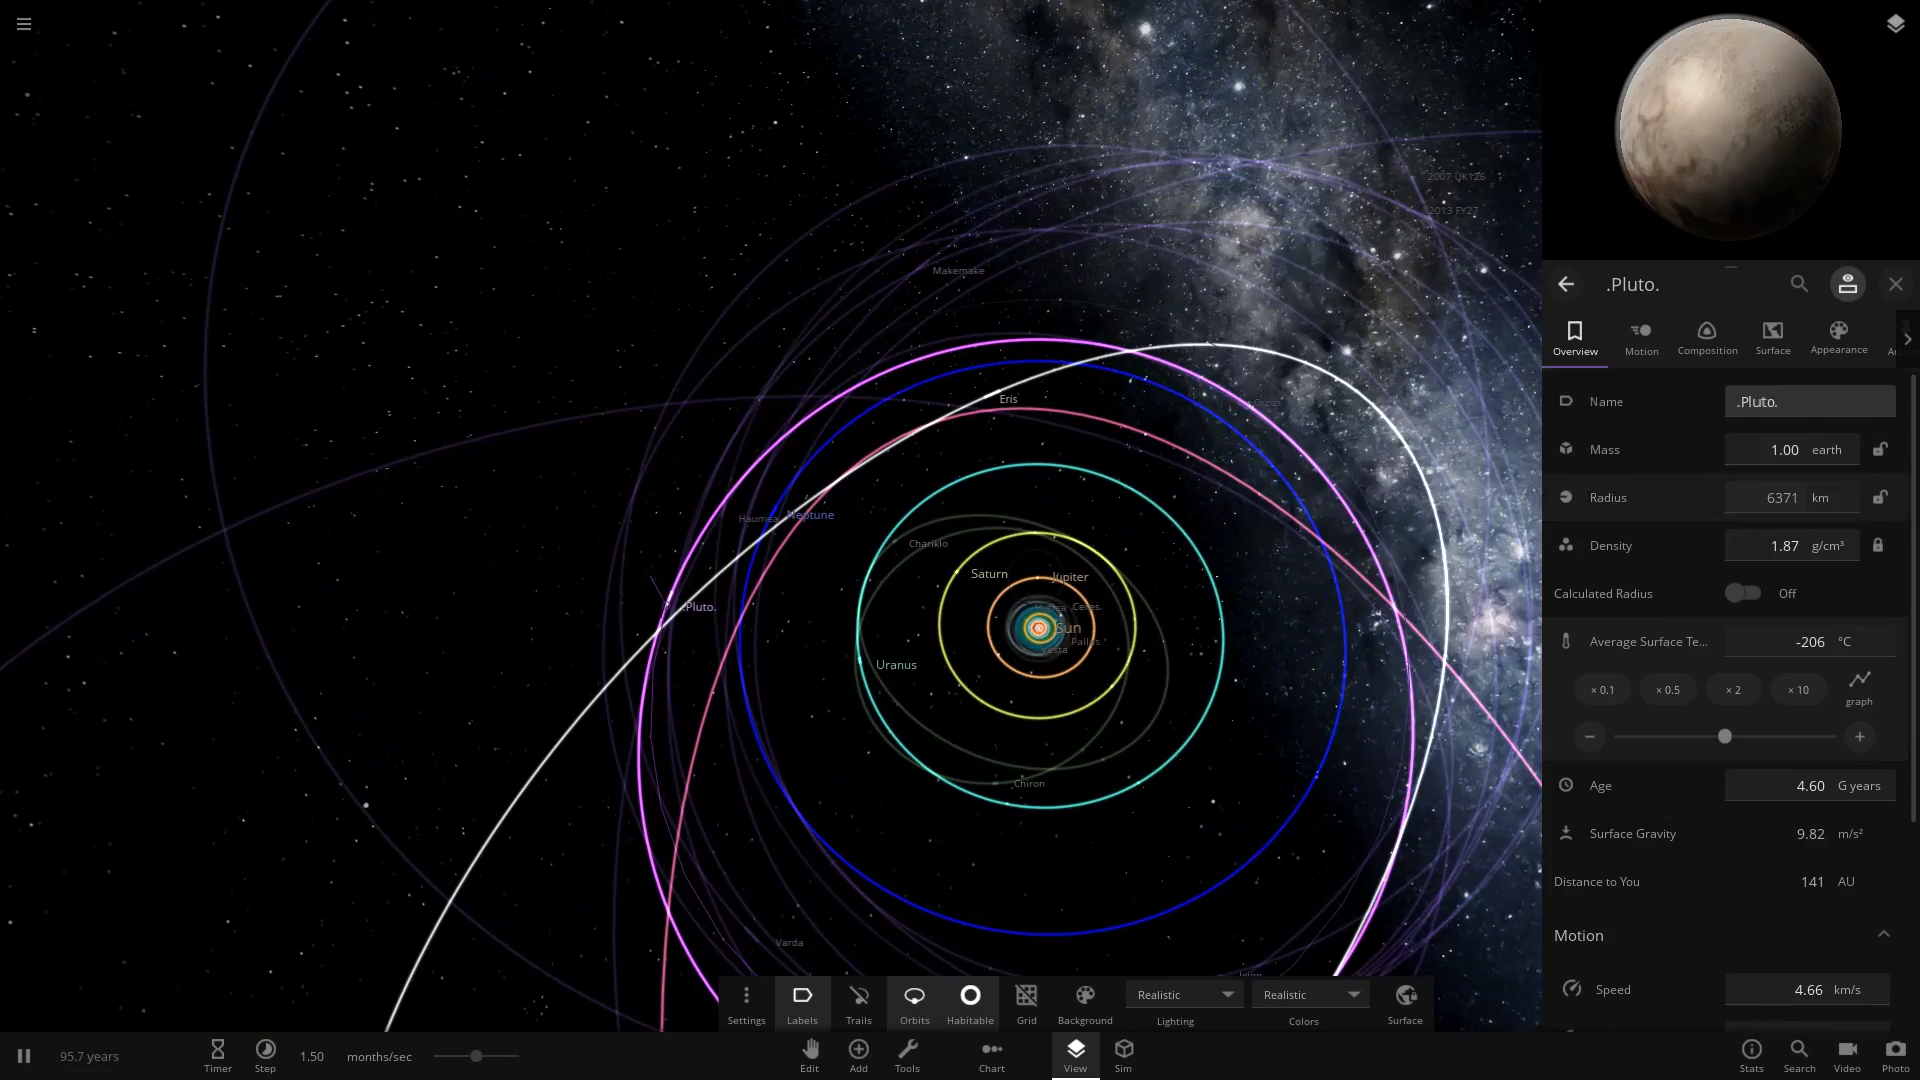 2007 UK126
2013 FY27
Makemake
Eris
Orcus
Haumea
Neptune
Chariklo
Saturn
Jupiter
Ceres
.Pluto.
Sun
Pallas
Vesta
Uranus
Chiron
Varda
Ixion
.Pluto.
Overview
Motion
Composition
Surface
Appearance
Name
.Pluto.
Mass
1.00 earth
Radius
6371 km
Density
1.87 g/cm³
Calculated Radius
Off
Average Surface Te...
-206 °C
× 0.1
× 0.5
× 2
× 10
graph
Age
4.60 G years
Surface Gravity
9.82 m/s²
Distance to You
141 AU
Motion
Speed
4.66 km/s
Settings
Labels
Trails
Orbits
Habitable
Grid
Background
Realistic
Lighting
Realistic
Colors
Surface
95.7 years
Timer
Step
1.50 months/sec
Edit
Add
Tools
Chart
View
Sim
Stats
Search
Video
Photo